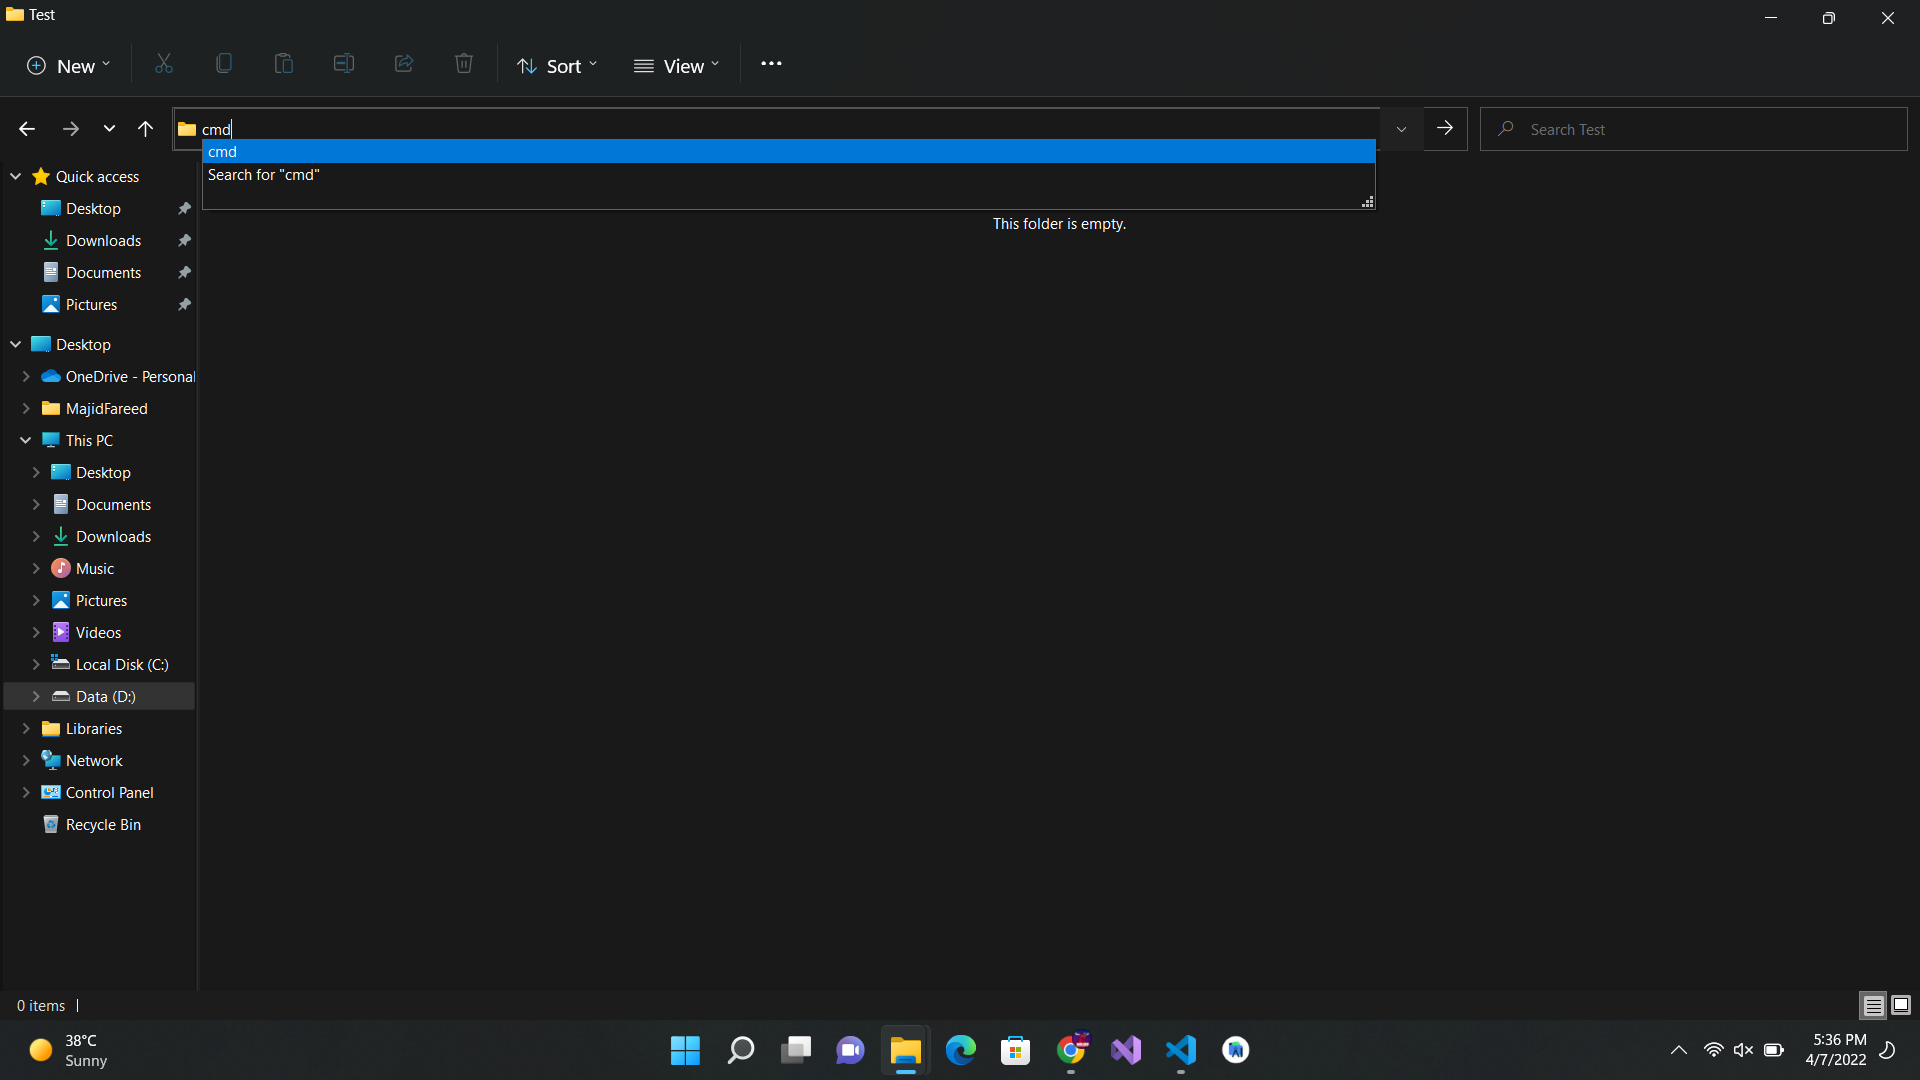 Test
New
Sort
View
cmd
Search Test
cmd
Search for "cmd"
This folder is empty.
Quick access
Desktop
Downloads
Documents
Pictures
Desktop
OneDrive - Personal
MajidFareed
This PC
Desktop
Documents
Downloads
Music
Pictures
Videos
Local Disk (C:)
Data (D:)
Libraries
Network
Control Panel
Recycle Bin
0 items
38°C
Sunny
5:36 PM
4/7/2022